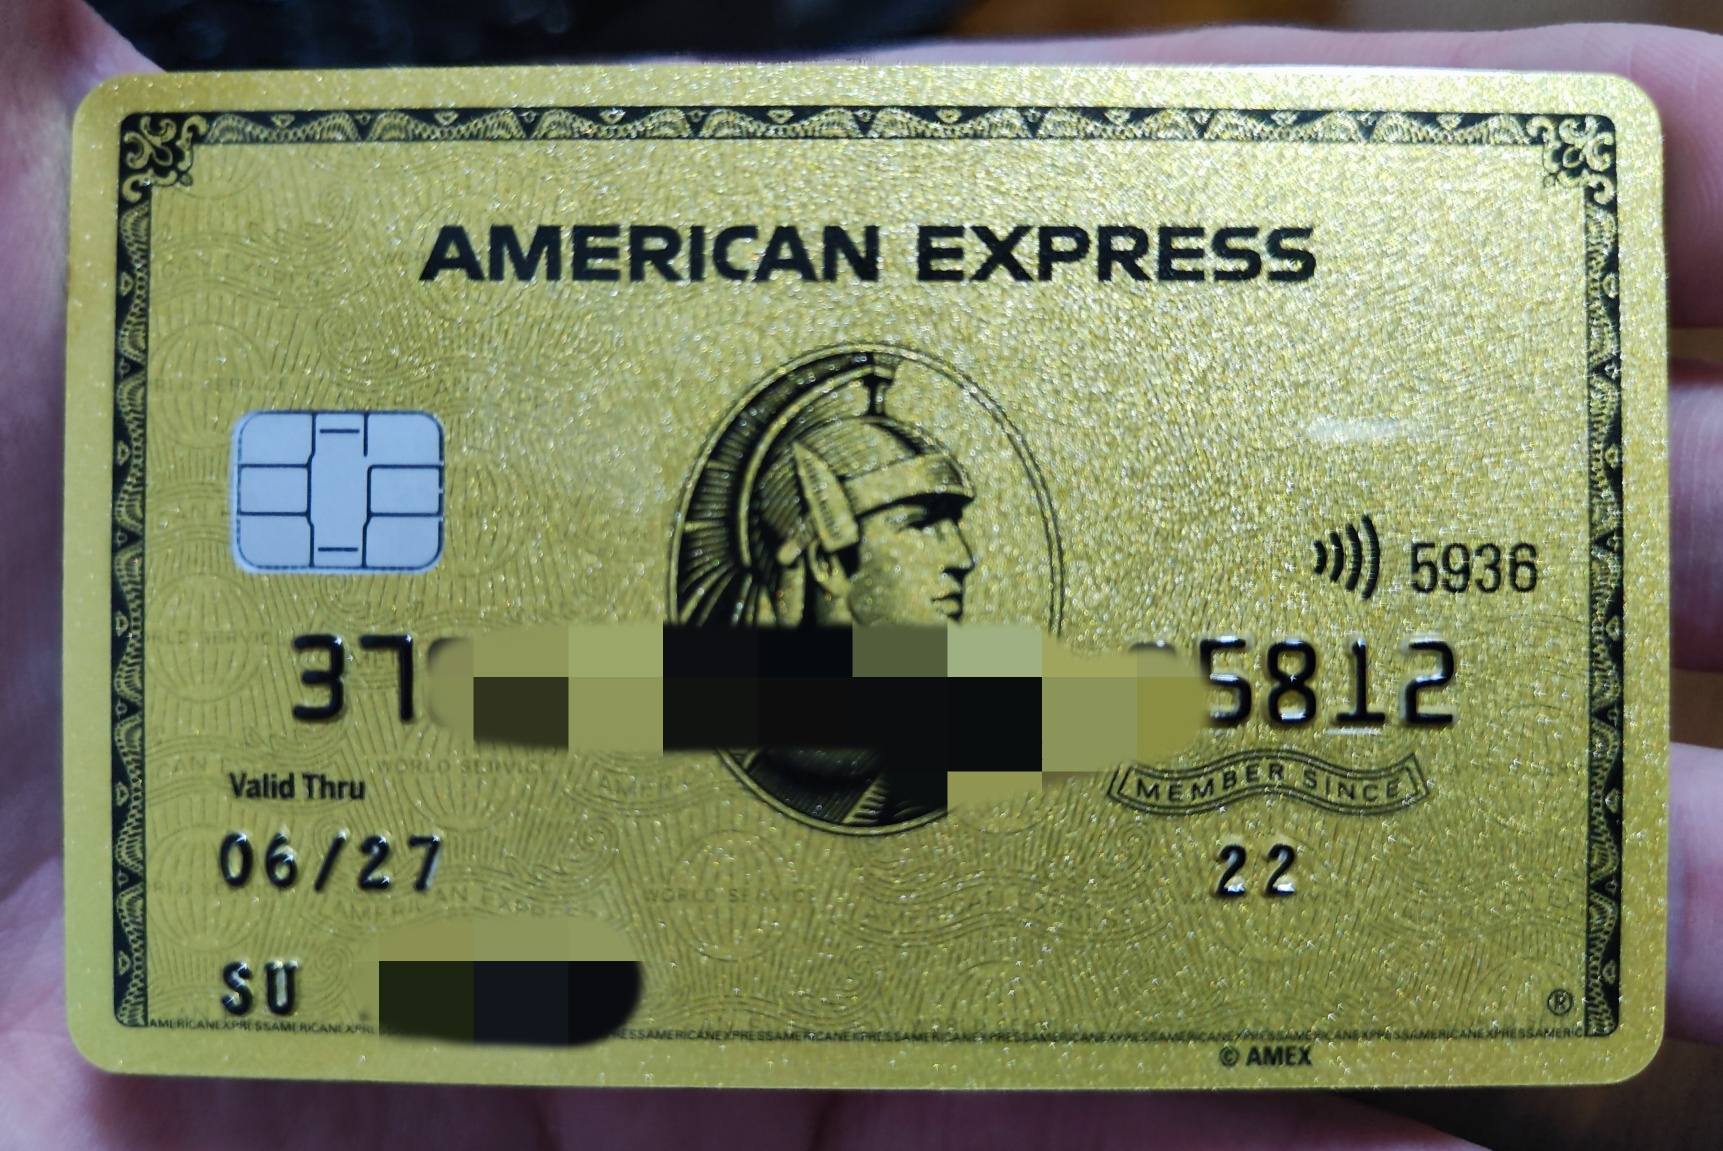 AMERICAN EXPRESS
5936
37 5812
Valid Thru
MEMBER SINCE
06/27
22
SU
®
© AMEX